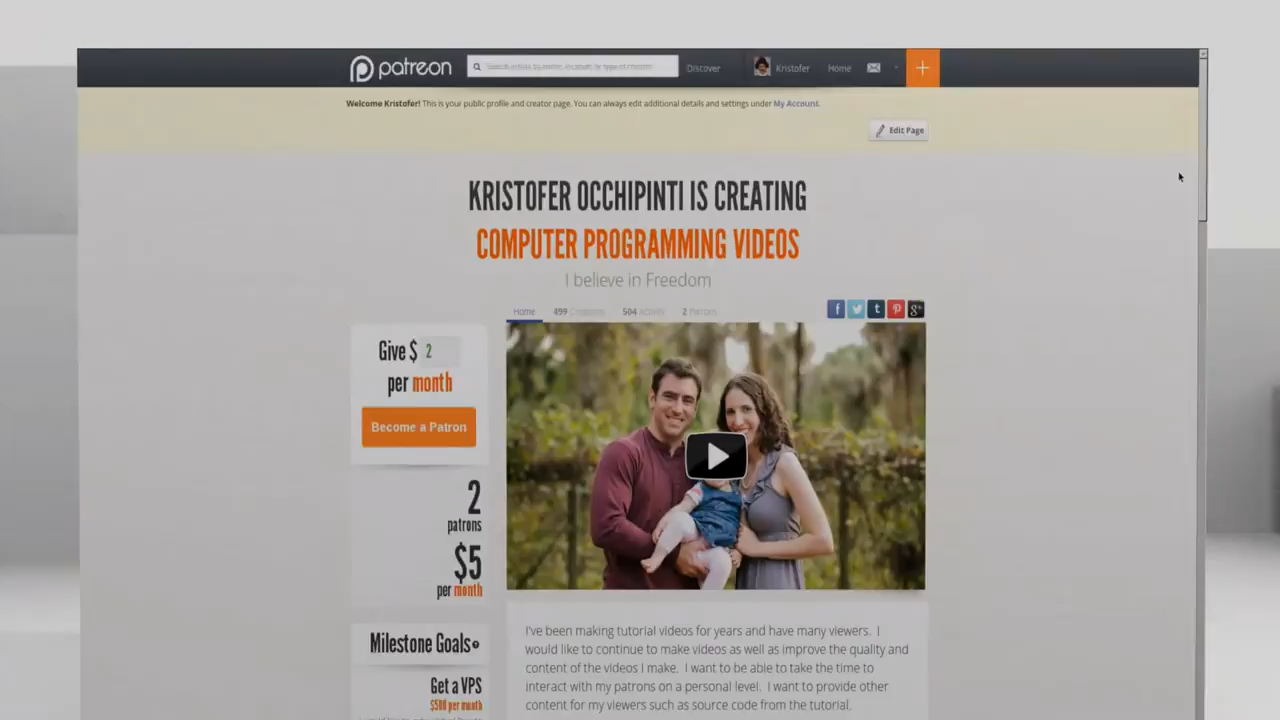 patreon
Discover
Kristofer
Home
Welcome Kristofer! This is your public profile and creator page. You can always edit additional details and settings under My Account.
Edit Page
KRISTOFER OCCHIPINTI IS CREATING
COMPUTER PROGRAMMING VIDEOS
I believe in Freedom
Home 499 Creations 504 Activity 2 Patrons
Give $ 2
per month
Become a Patron
2
patrons
$5
per month
Milestone Goals
Get a VPS
$500 per month
I've been making tutorial videos for years and have many viewers. I
would like to continue to make videos as well as improve the quality and
content of the videos I make. I want to be able to take the time to
interact with my patrons on a personal level. I want to provide other
content for my viewers such as source code from the tutorial.